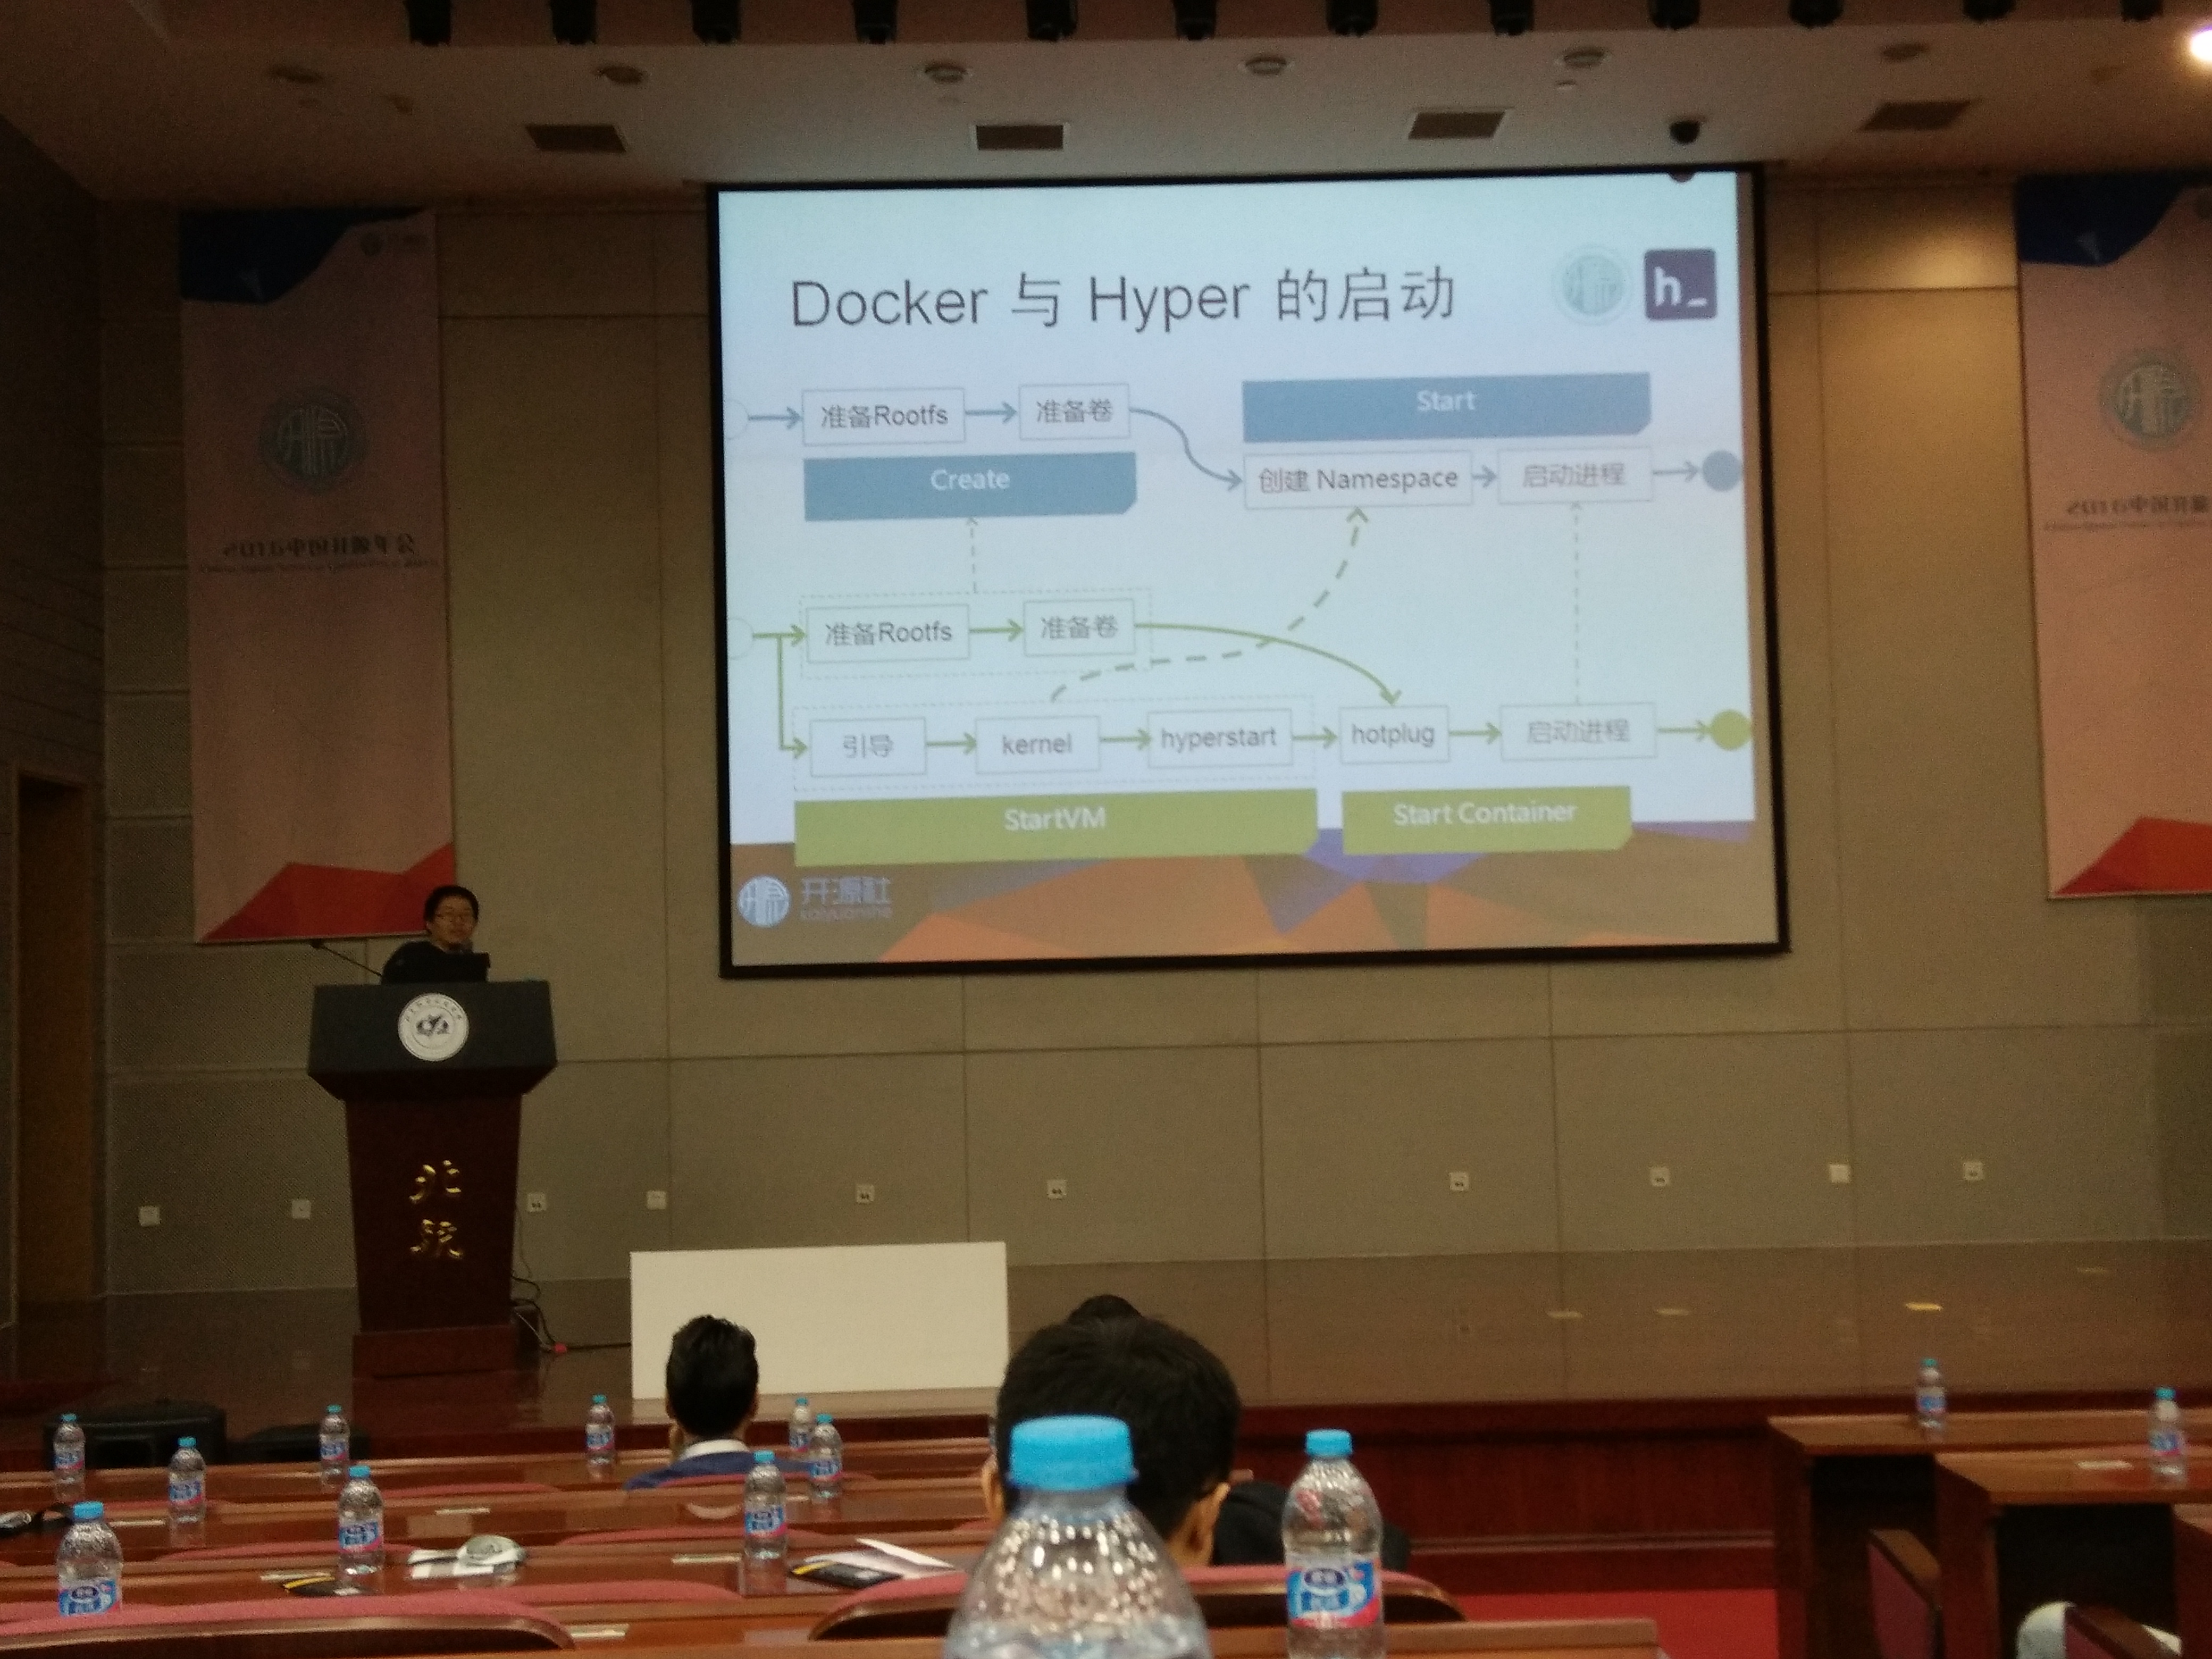 Docker 与 Hyper 的启动
h_
准备Rootfs
准备卷
Start
Create
创建 Namespace
启动进程
准备Rootfs
准备卷
引导
kernel
hyperstart
hotplug
启动进程
StartVM
Start Container
开源社
kaiyuanshe
北
航